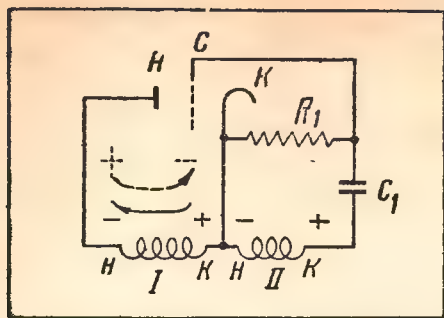 C
H K
R₁
+ -
- + - + C₁
H K H K
I II